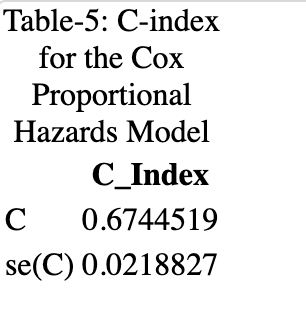 Table-5: C-index
for the Cox
Proportional
Hazards Model
C_Index
C 0.6744519
se(C) 0.0218827